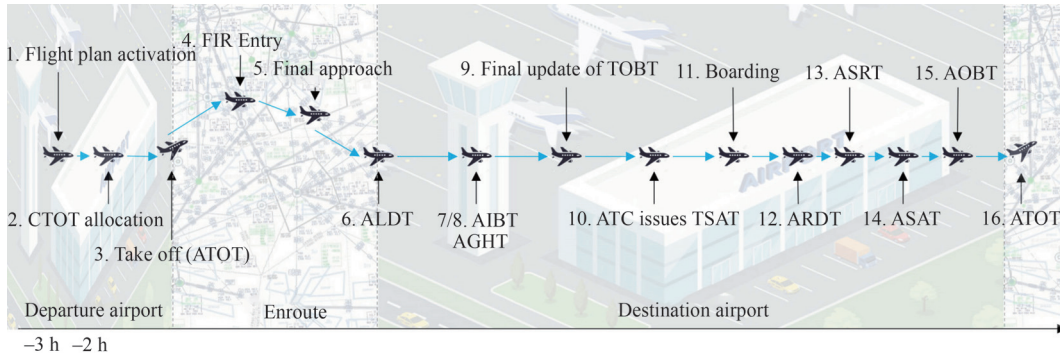 1. Flight plan activation
4. FIR Entry
5. Final approach
9. Final update of TOBT
11. Boarding
13. ASRT
15. AOBT
AIRPORT
2. CTOT allocation
3. Take off (ATOT)
6. ALDT
7/8. AIBT
AGHT
10. ATC issues TSAT
12. ARDT
14. ASAT
16. ATOT
Departure airport
Enroute
Destination airport
–3 h –2 h